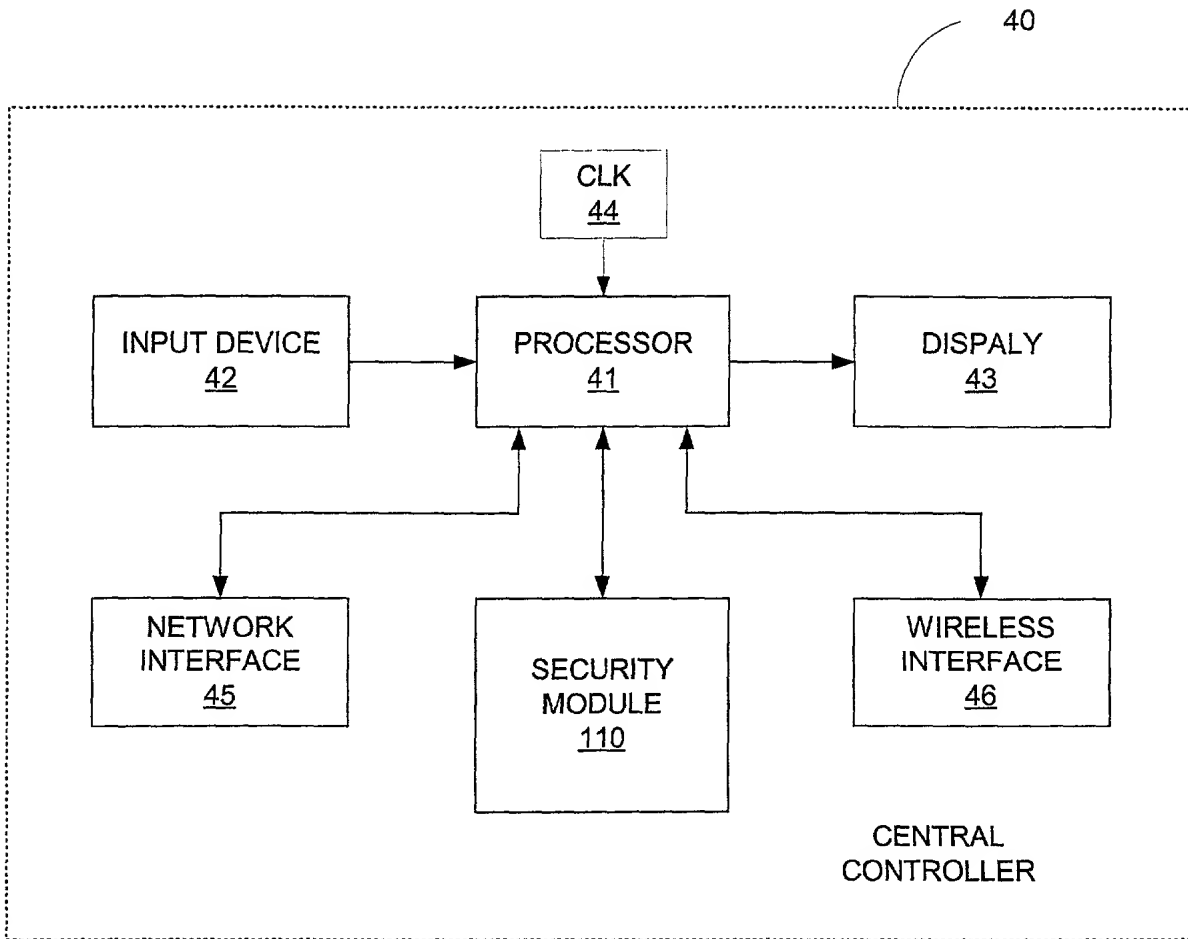 40
CLK
44
INPUT DEVICE
42
PROCESSOR
41
DISPALY
43
NETWORK
INTERFACE
45
SECURITY
MODULE
110
WIRELESS
INTERFACE
46
CENTRAL
CONTROLLER